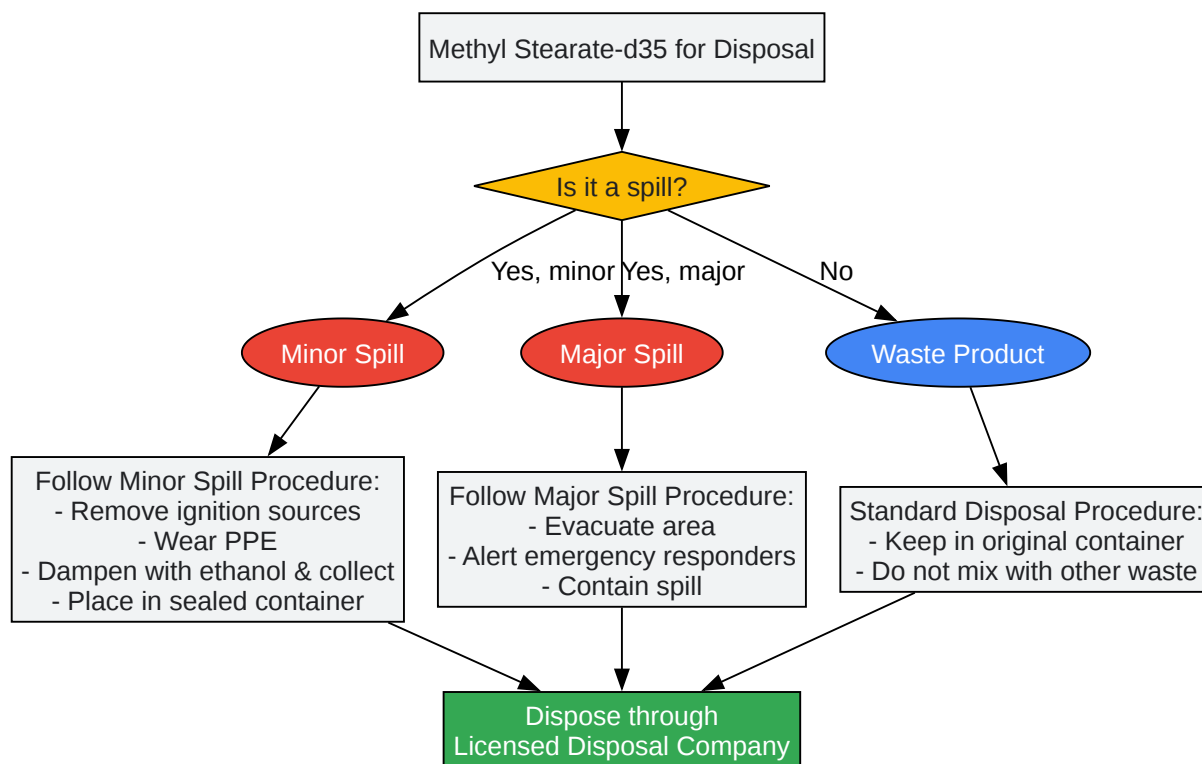 Methyl Stearate-d35 for Disposal
Is it a spill?
Yes, minor
Yes, major
No
Minor Spill
Major Spill
Waste Product
Follow Minor Spill Procedure:
- Remove ignition sources
- Wear PPE
- Dampen with ethanol & collect
- Place in sealed container
Follow Major Spill Procedure:
- Evacuate area
- Alert emergency responders
- Contain spill
Standard Disposal Procedure:
- Keep in original container
- Do not mix with other waste
Dispose through
Licensed Disposal Company